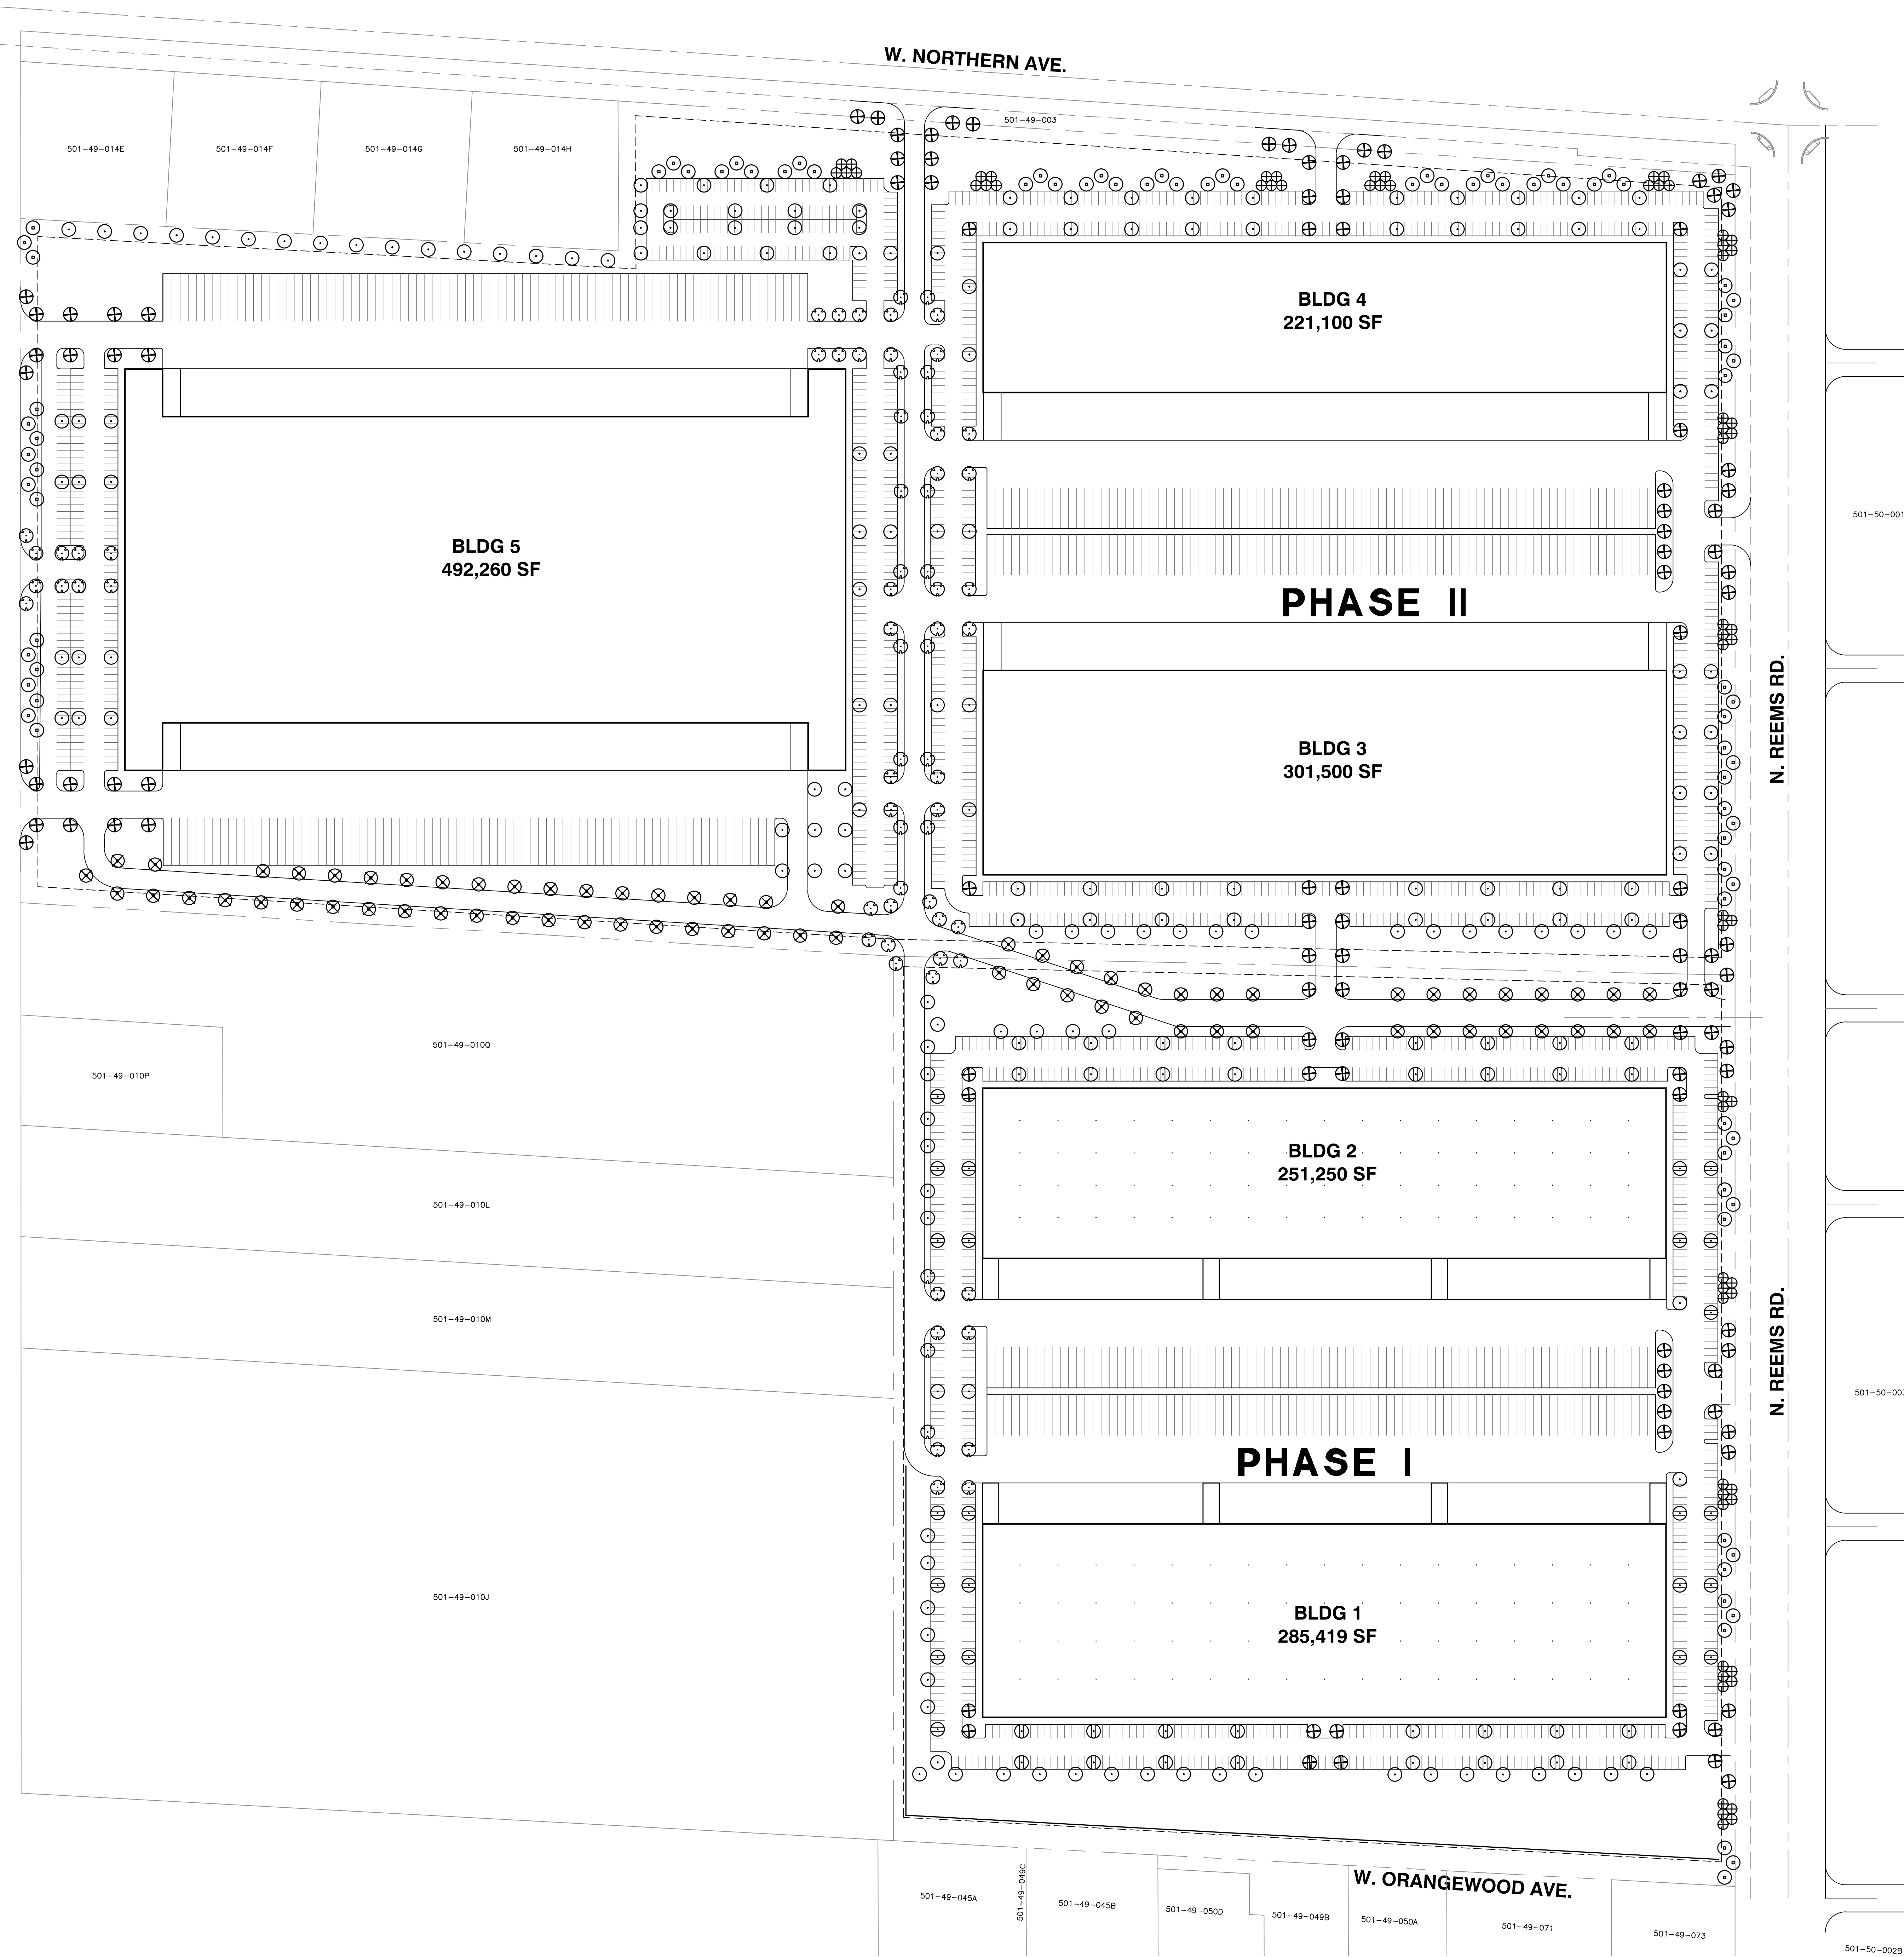 W. NORTHERN AVE.
501-49-003
501-49-014E
501-49-014F
501-49-014G
501-49-014H
BLDG 4
221,100 SF
501-50-001
BLDG 5
492,260 SF
PHASE II
N. REEMS RD.
BLDG 3
301,500 SF
501-49-010Q
501-49-010P
BLDG 2
251,250 SF
501-49-010L
501-49-010M
N. REEMS RD.
PHASE I
501-49-010J
BLDG 1
285,419 SF
W. ORANGEWOOD AVE.
501-49-045A
501-49-049C
501-49-045B
501-49-050D
501-49-049B
501-49-050A
501-49-071
501-49-073